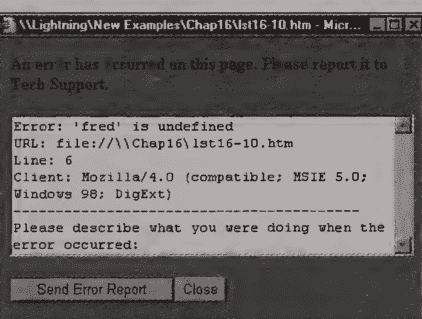 \\Lightning\New Examples\Chap16\lst16-10.htm - Micr...
An error has occurred on this page. Please report it to
Tech Support.
Error: 'fred' is undefined
URL: file://\\Chap16\lst16-10.htm
Line: 6
Client: Mozilla/4.0 (compatible; MSIE 5.0;
Windows 98; DigExt)
----------------------------------------
Please describe what you were doing when the
error occurred:
Send Error Report
Close